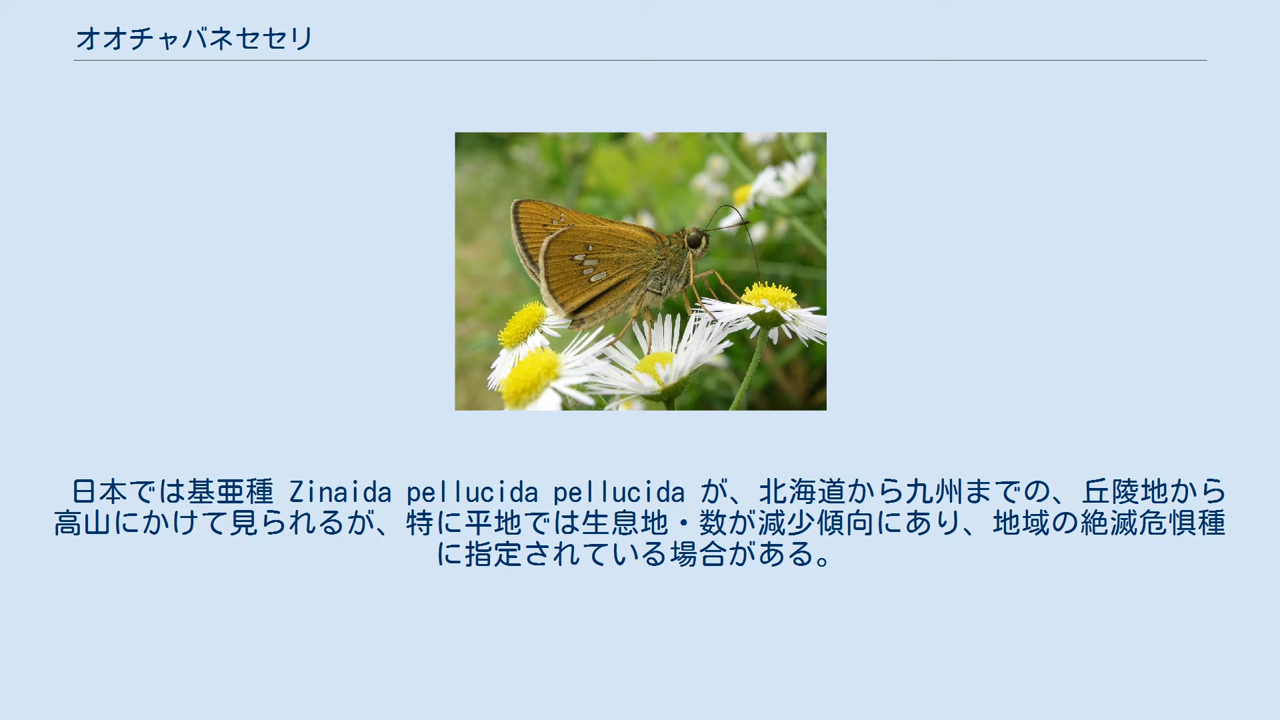 オオチャバネセセリ
日本では基亜種 Zinaida pellucida pellucida が、北海道から九州までの、丘陵地から
高山にかけて見られるが、特に平地では生息地・数が減少傾向にあり、地域の絶滅危惧種
に指定されている場合がある。